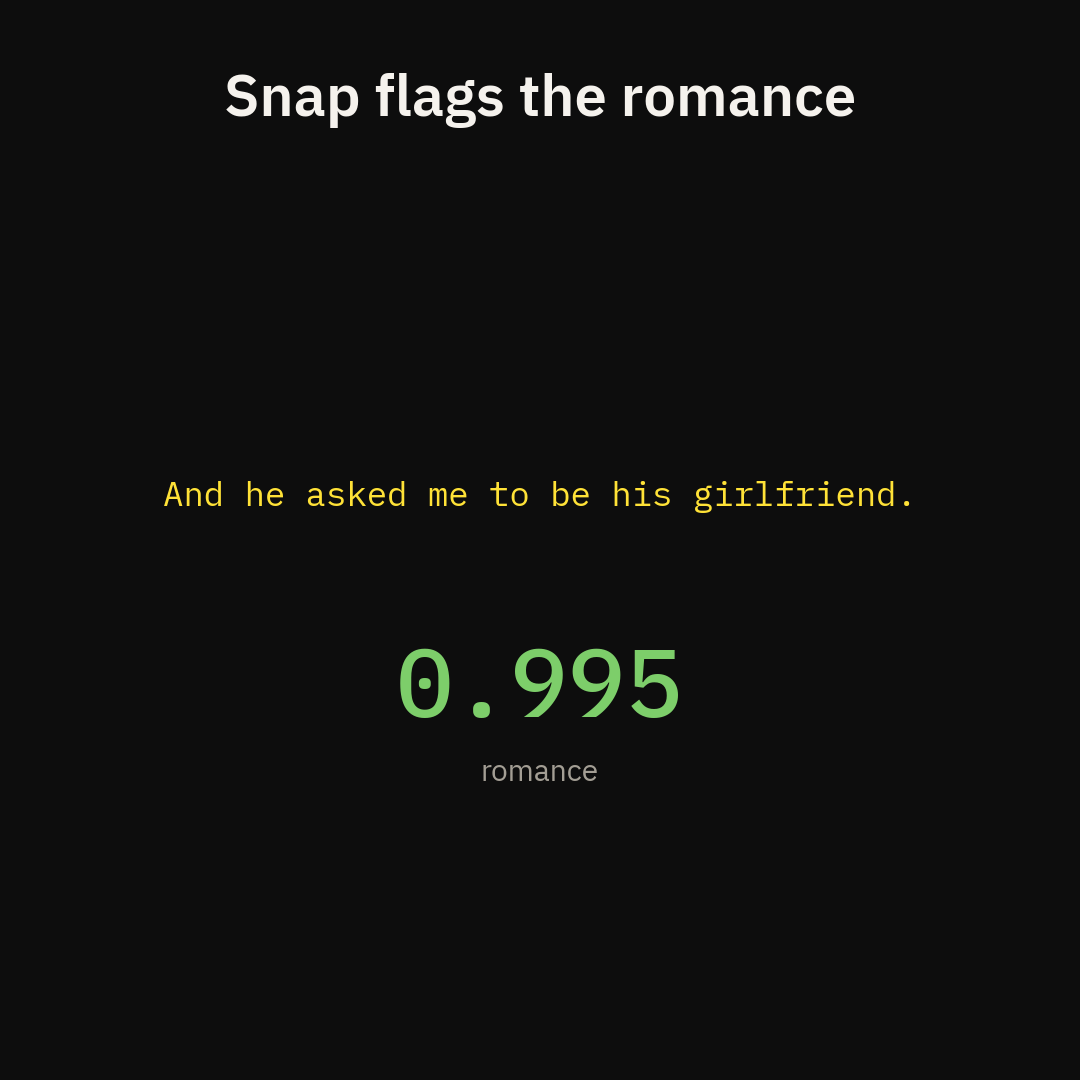 Snap flags the romance
And he asked me to be his girlfriend.
0.995
romance